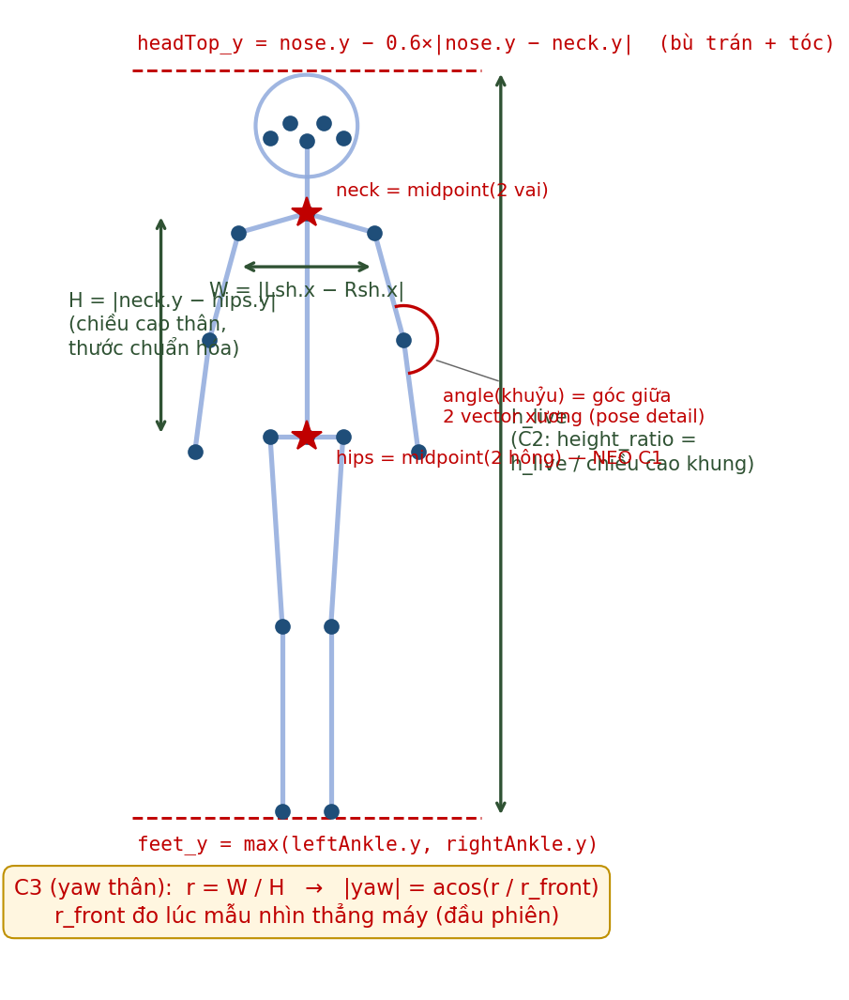 headTop_y = nose.y − 0.6×|nose.y − neck.y|  (bù trán + tóc)
neck = midpoint(2 vai)
W = |Lsh.x − Rsh.x|
H = |neck.y − hips.y|
(chiều cao thân,
thước chuẩn hóa)
angle(khuỷu) = góc giữa
2 vector xương (pose detail)
h_live
(C2: height_ratio =
h_live / chiều cao khung)
hips = midpoint(2 hông) — NEO C1
feet_y = max(leftAnkle.y, rightAnkle.y)
C3 (yaw thân):  r = W / H   →   |yaw| = acos(r / r_front)
r_front đo lúc mẫu nhìn thẳng máy (đầu phiên)